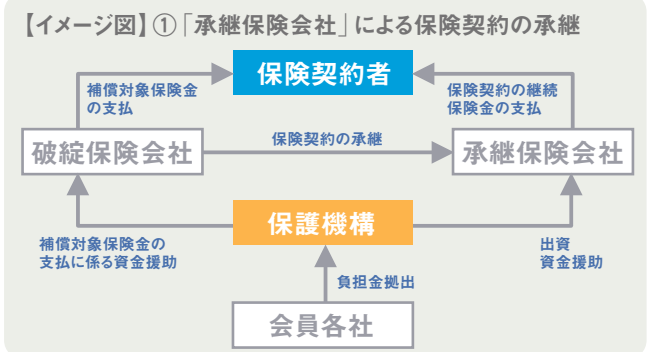 【イメージ図】①「承継保険会社」による保険契約の承継
保険契約者
補償対象保険金
の支払
保険契約の継続
保険金の支払
保険契約の承継
破綻保険会社
承継保険会社
保護機構
補償対象保険金の
支払に係る資金援助
出資
資金援助
負担金拠出
会員各社